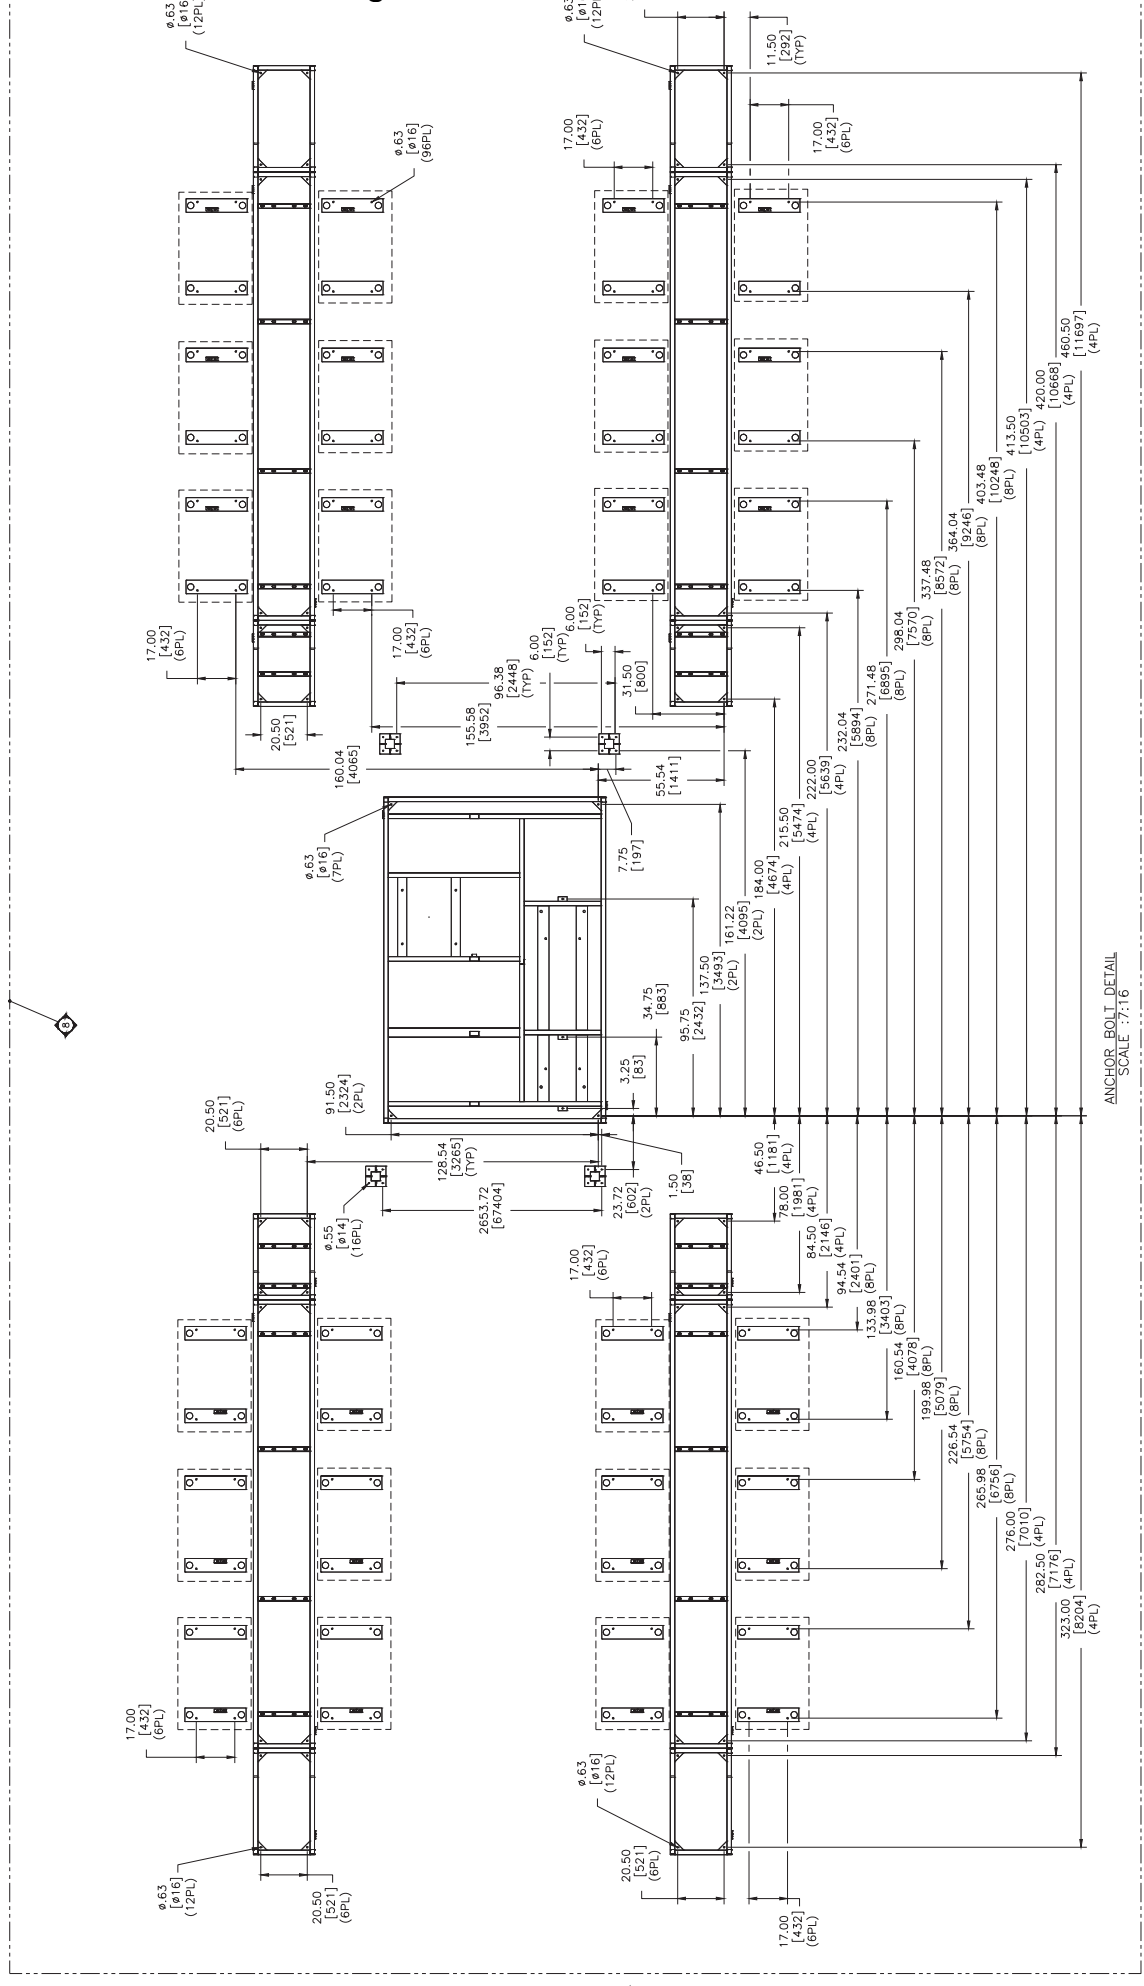 ø.63
[ø16]
(12PL)
ø.63
(12PL)
11.50
[292]
(TYP)
ø.63
[ø16]
(96PL)
17.00
[432]
(6PL)
17.00
[432]
(6PL)
17.00
[432]
(6PL)
17.00
[432]
(6PL)
20.50
[521]
160.04
[4065]
155.58
[3952]
96.38
[2448]
(TYP)
6.00
[152]
(TYP)
6.00
[152]
(TYP)
31.50
[800]
55.54
[1411]
ø.63
[ø16]
(7PL)
7.75
[197]
460.50
[11697]
(4PL)
420.00
[10668]
(4PL)
413.50
[10503]
(4PL)
403.48
[10248]
(8PL)
364.04
[9246]
(8PL)
337.48
[8572]
(8PL)
298.04
[7570]
(8PL)
271.48
[6895]
(8PL)
232.04
[5894]
(8PL)
222.00
[5639]
(4PL)
215.50
[5474]
(4PL)
184.00
[4674]
(4PL)
161.22
[4095]
(2PL)
137.50
[3493]
(2PL)
95.75
[2432]
34.75
[883]
3.25
[83]
8
20.50
[521]
(6PL)
91.50
[2324]
(2PL)
128.54
[3265]
(TYP)
2653.72
[67404]
ø.55
[ø14]
(16PL)
23.72
[602]
(2PL)
1.50
[38]
17.00
[432]
(6PL)
46.50
[1181]
(4PL)
78.00
[1981]
(4PL)
84.50
[2146]
(4PL)
94.54
[2401]
(8PL)
133.98
[3403]
(8PL)
160.54
[4078]
(8PL)
199.98
[5079]
(8PL)
226.54
[5754]
(8PL)
265.98
[6756]
(8PL)
276.00
[7010]
(4PL)
282.50
[7176]
(4PL)
323.00
[8204]
(4PL)
17.00
[432]
(6PL)
ø.63
[ø16]
(12PL)
20.50
[521]
(6PL)
ø.63
[ø16]
(12PL)
20.50
[521]
(6PL)
17.00
[432]
(6PL)
ANCHOR BOLT DETAIL
SCALE :7:16